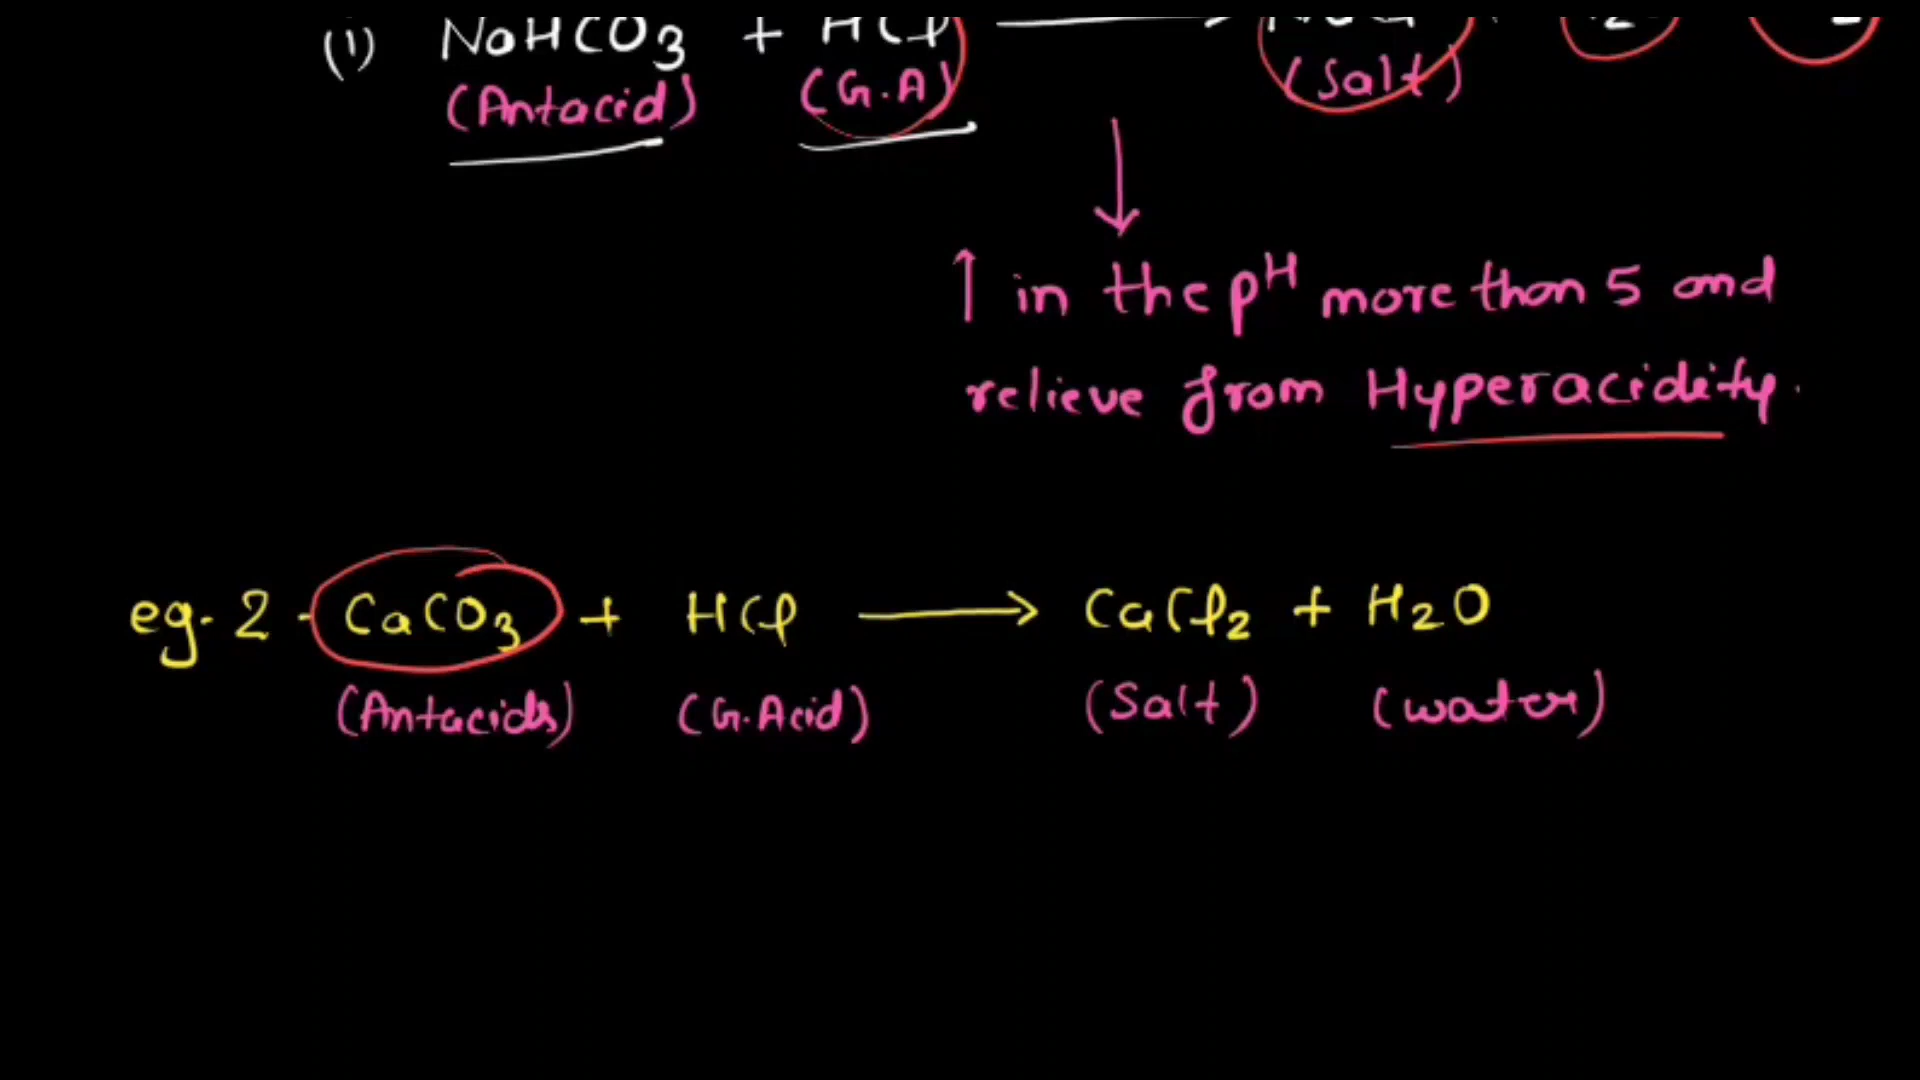 (1) NaHCO3 + HCl →
(Antacid) (G.A) (Salt)
↑ in the pH more than 5 and
relieve from Hyperacidity.
eg. 2 - CaCO3 + HCl → CaCl2 + H2O
(Antacids) (G.Acid) (Salt) (water)